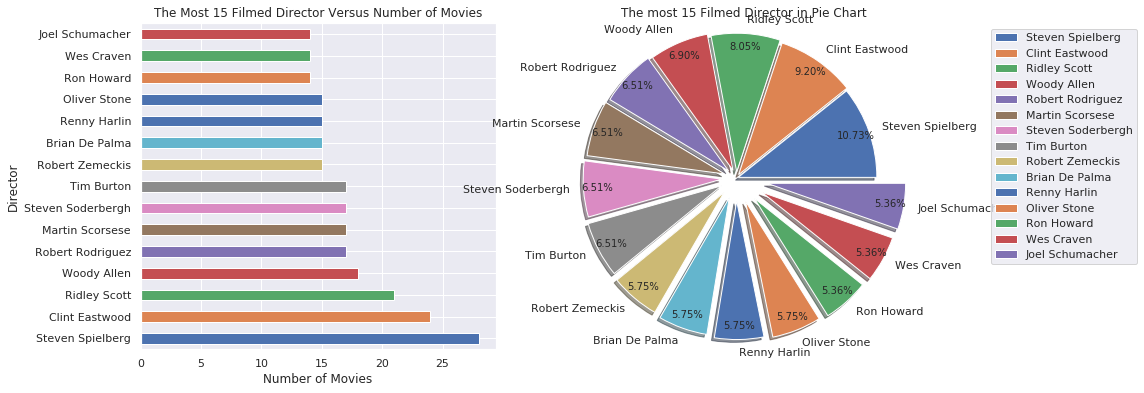 The Most 15 Filmed Director Versus Number of Movies
Director
Joel Schumacher
Wes Craven
Ron Howard
Oliver Stone
Renny Harlin
Brian De Palma
Robert Zemeckis
Tim Burton
Steven Soderbergh
Martin Scorsese
Robert Rodriguez
Woody Allen
Ridley Scott
Clint Eastwood
Steven Spielberg
0 5 10 15 20 25
Number of Movies
The most 15 Filmed Director in Pie Chart
Steven Spielberg
10.73%
Clint Eastwood
9.20%
Ridley Scott
8.05%
Woody Allen
6.90%
Robert Rodriguez
6.51%
Martin Scorsese
6.51%
Steven Soderbergh
6.51%
Tim Burton
6.51%
Robert Zemeckis
5.75%
Brian De Palma
5.75%
Renny Harlin
5.75%
Oliver Stone
5.75%
Ron Howard
5.36%
Wes Craven
5.36%
Joel Schumac
5.36%
Steven Spielberg
Clint Eastwood
Ridley Scott
Woody Allen
Robert Rodriguez
Martin Scorsese
Steven Soderbergh
Tim Burton
Robert Zemeckis
Brian De Palma
Renny Harlin
Oliver Stone
Ron Howard
Wes Craven
Joel Schumacher